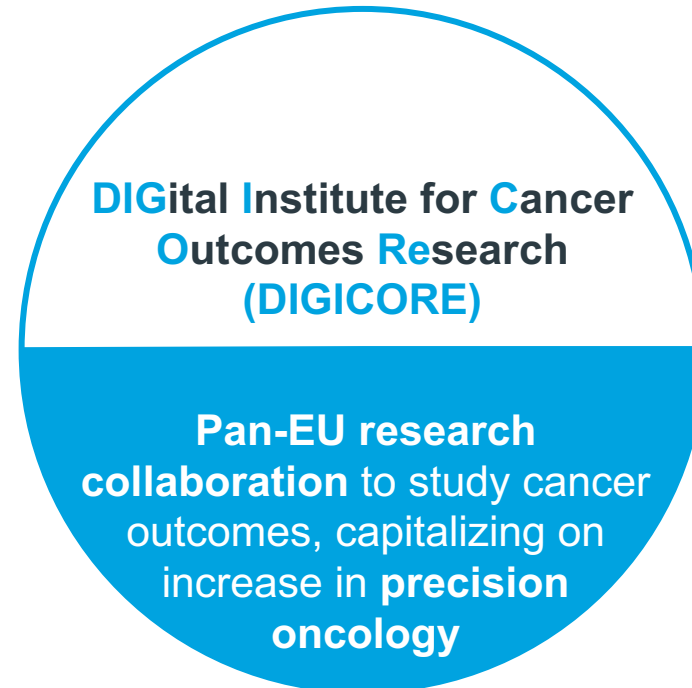 DIGital Institute for Cancer
Outcomes Research
(DIGICORE)
Pan-EU research
collaboration to study cancer
outcomes, capitalizing on
increase in precision
oncology